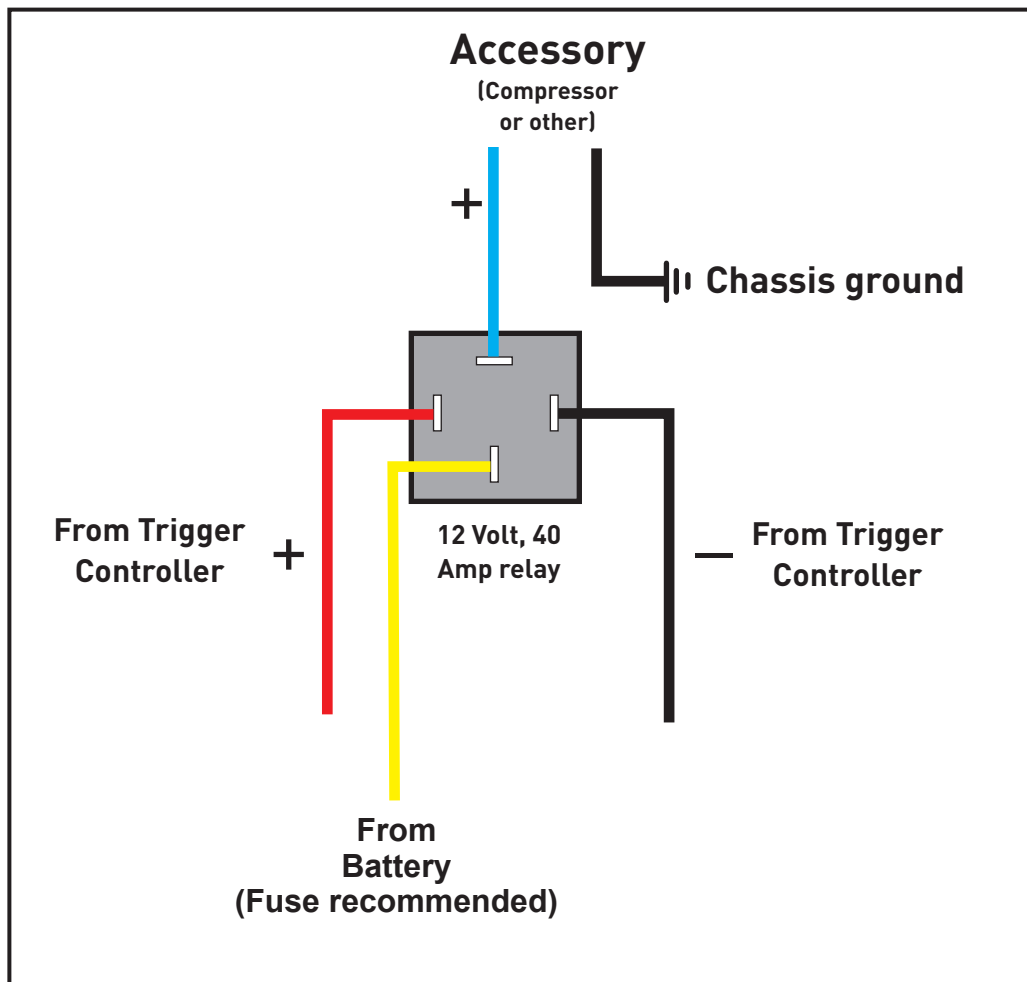 Accessory
(Compressor
or other)
+
Chassis ground
From Trigger
Controller
+
12 Volt, 40
Amp relay
—
From Trigger
Controller
From
Battery
(Fuse recommended)